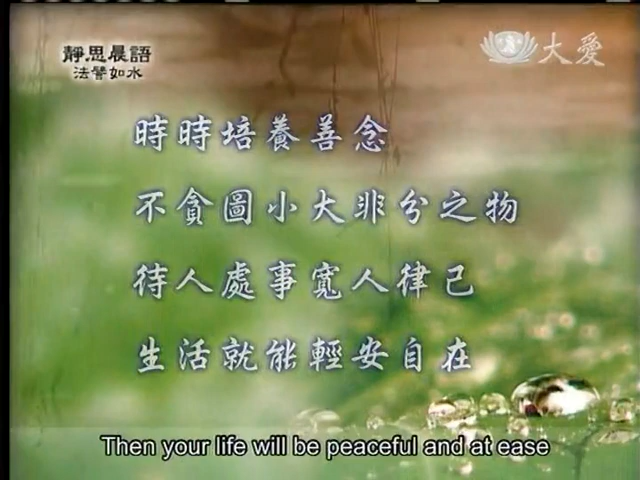 靜思晨語
法譬如水
大愛
時時培養善念
不貪圖小大非分之物
待人處事寬人律己
生活就能輕安自在
Then your life will be peaceful and at ease